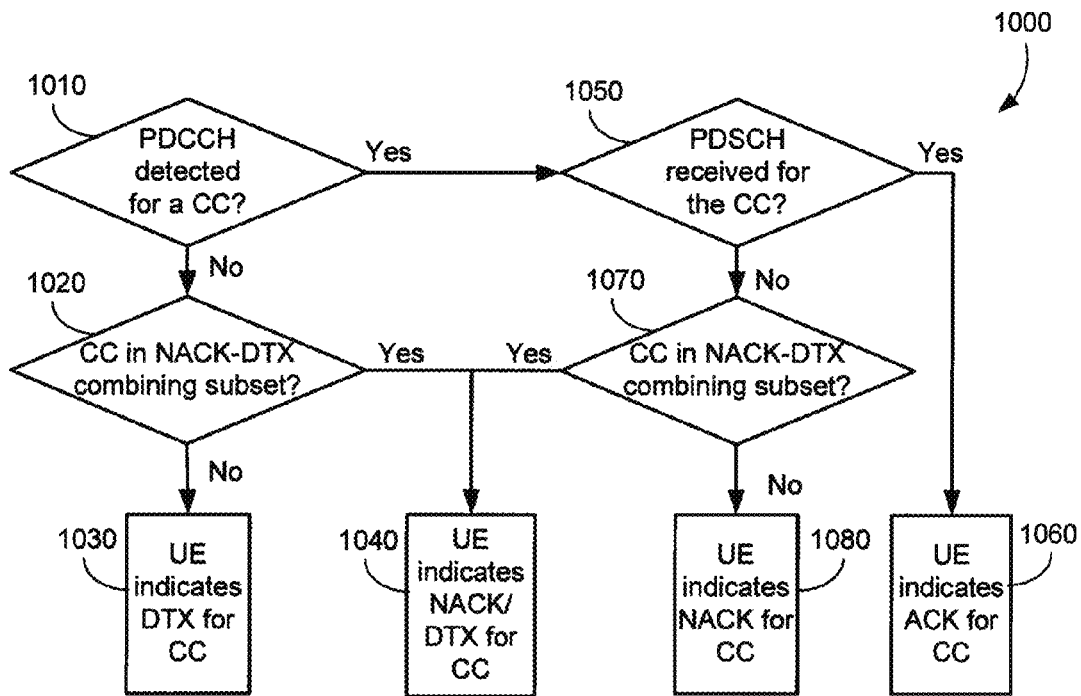 1000
1010
PDCCH
detected
for a CC?
Yes
1050
PDSCH
received for
the CC?
Yes
No
No
1020
CC in NACK-DTX
combining subset?
Yes
Yes
1070
CC in NACK-DTX
combining subset?
No
No
1030
UE
indicates
DTX for
CC
1040
UE
indicates
NACK/
DTX for
CC
UE
indicates
NACK for
CC
1080
UE
indicates
ACK for
CC
1060